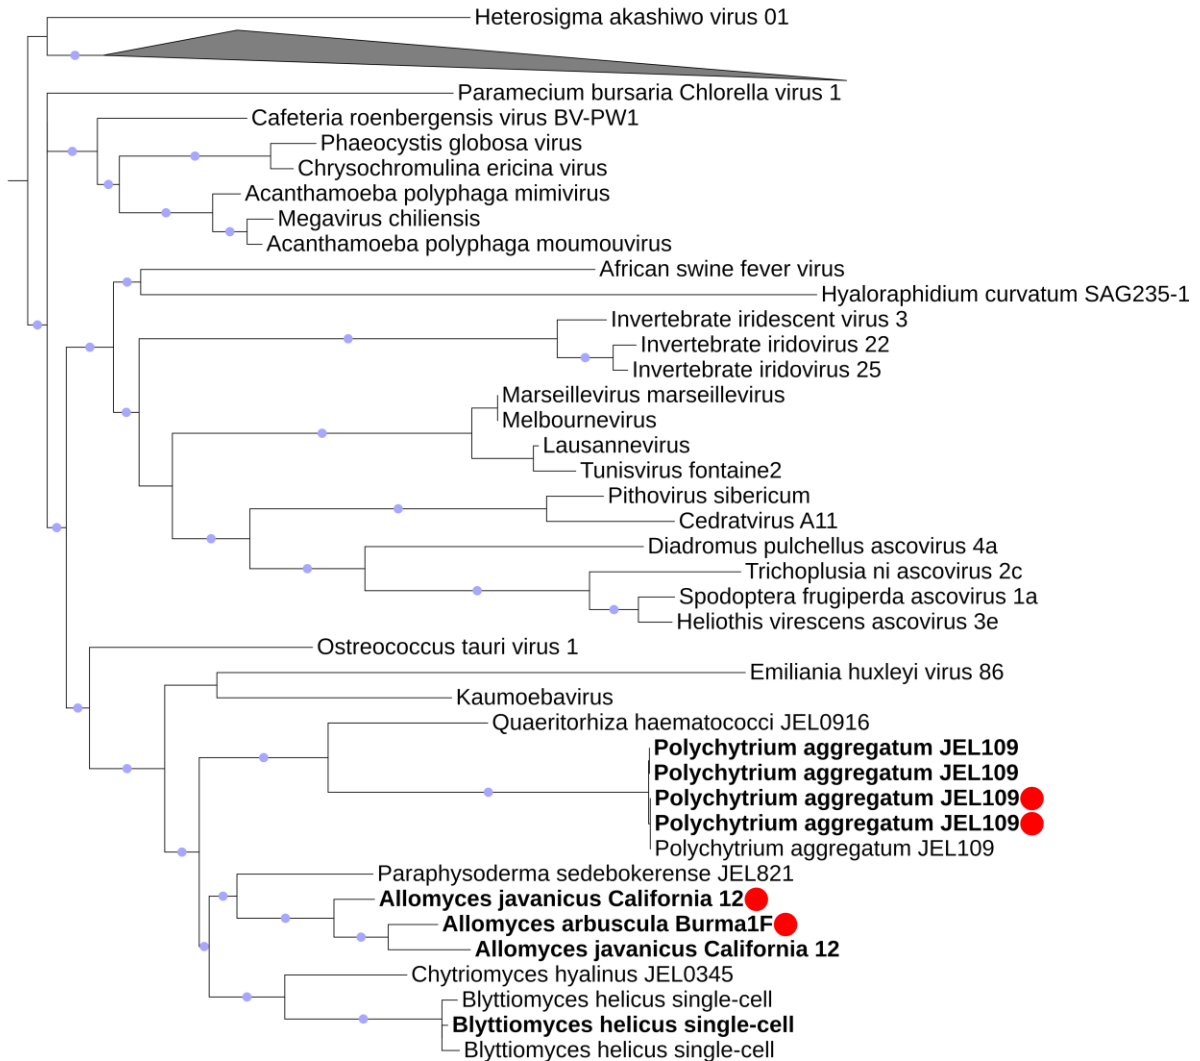 Heterosigma akashiwo virus 01
Paramecium bursaria Chlorella virus 1
Cafeteria roenbergensis virus BV-PW1
Phaeocystis globosa virus
Chrysochromulina ericina virus
Acanthamoeba polyphaga mimivirus
Megavirus chiliensis
Acanthamoeba polyphaga moumouvirus
African swine fever virus
Hyaloraphidium curvatum SAG235-1
Invertebrate iridescent virus 3
Invertebrate iridovirus 22
Invertebrate iridovirus 25
Marseillevirus marseillevirus
Melbournevirus
Lausannevirus
Tunisvirus fontaine2
Pithovirus sibericum
Cedratvirus A11
Diadromus pulchellus ascovirus 4a
Trichoplusia ni ascovirus 2c
Spodoptera frugiperda ascovirus 1a
Heliothis virescens ascovirus 3e
Ostreococcus tauri virus 1
Emiliania huxleyi virus 86
Kaumoebavirus
Quaeritorhiza haematococci JEL0916
Polychytrium aggregatum JEL109
Polychytrium aggregatum JEL109
Polychytrium aggregatum JEL109
Polychytrium aggregatum JEL109
Polychytrium aggregatum JEL109
Paraphysoderma sedebokerense JEL821
Allomyces javanicus California 12
Allomyces arbuscula Burma1F
Allomyces javanicus California 12
Chytriomyces hyalinus JEL0345
Blyttiomyces helicus single-cell
Blyttiomyces helicus single-cell
Blyttiomyces helicus single-cell